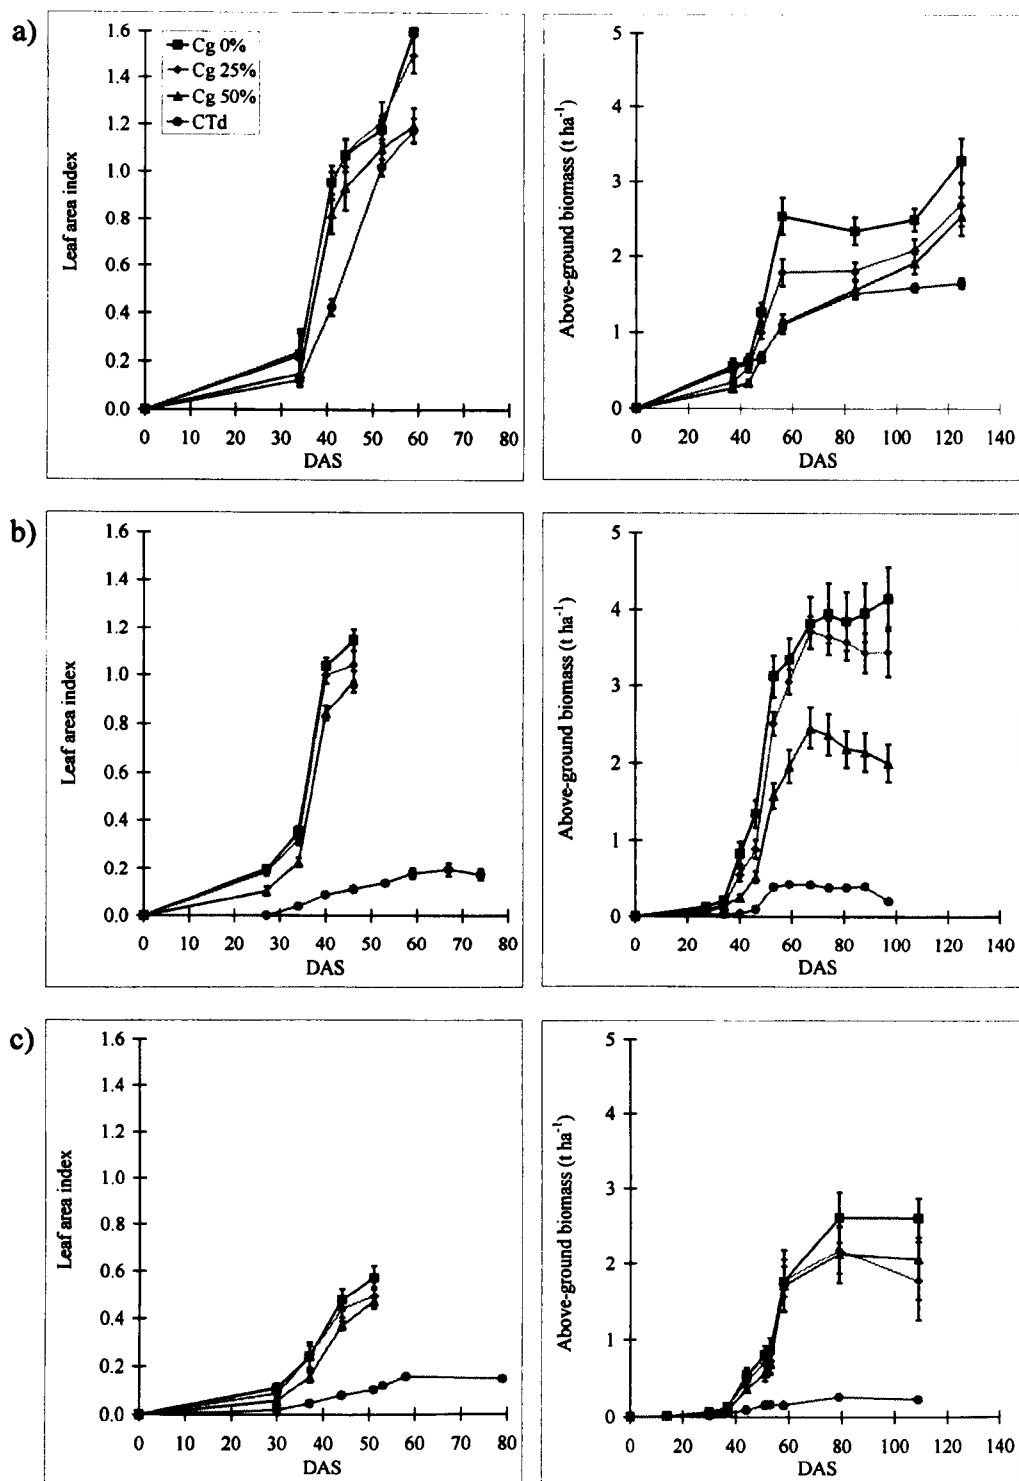 a)
1.6
1.4
1.2
1.0
0.8
0.6
0.4
0.2
0.0
Leaf area index
Cg 0%
Cg 25%
Cg 50%
CTd
0 10 20 30 40 50 60 70 80
DAS
5
4
3
2
1
0
Above-ground biomass (t ha⁻¹)
0 20 40 60 80 100 120 140
DAS
b)
1.6
1.4
1.2
1.0
0.8
0.6
0.4
0.2
0.0
Leaf area index
0 10 20 30 40 50 60 70 80
DAS
5
4
3
2
1
0
Above-ground biomass (t ha⁻¹)
0 20 40 60 80 100 120 140
DAS
c)
1.6
1.4
1.2
1.0
0.8
0.6
0.4
0.2
0.0
Leaf area index
0 10 20 30 40 50 60 70 80
DAS
5
4
3
2
1
0
Above-ground biomass (t ha⁻¹)
0 20 40 60 80 100 120 140
DAS